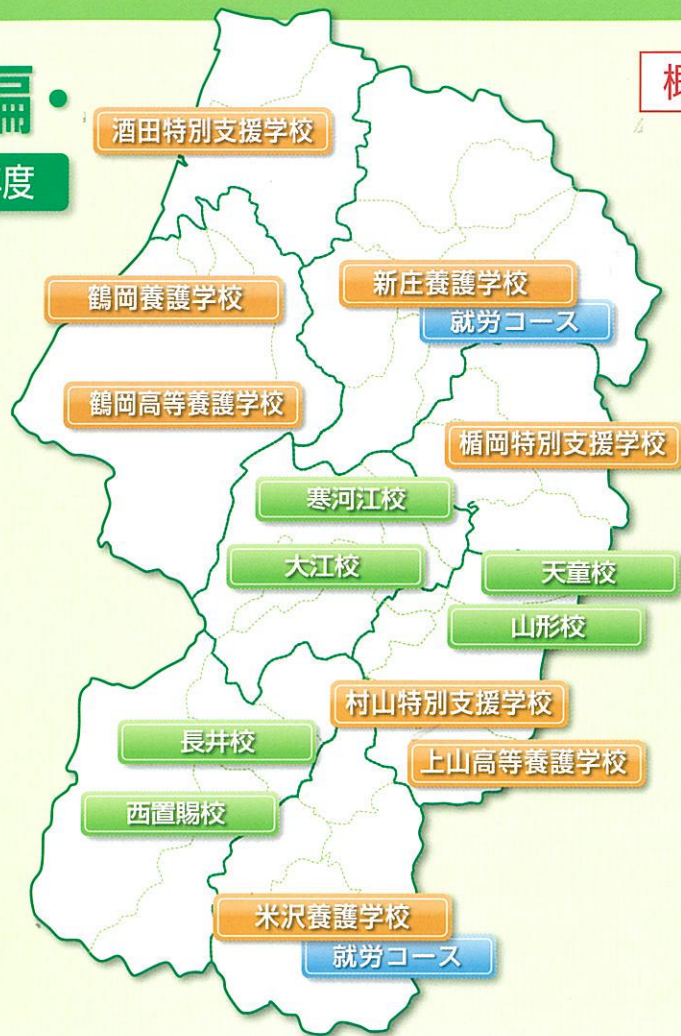 編・
概
年度
酒田特別支援学校
鶴岡養護学校
新庄養護学校
就労コース
鶴岡高等養護学校
楯岡特別支援学校
寒河江校
大江校
天童校
山形校
村山特別支援学校
長井校
上山高等養護学校
西置賜校
米沢養護学校
就労コース